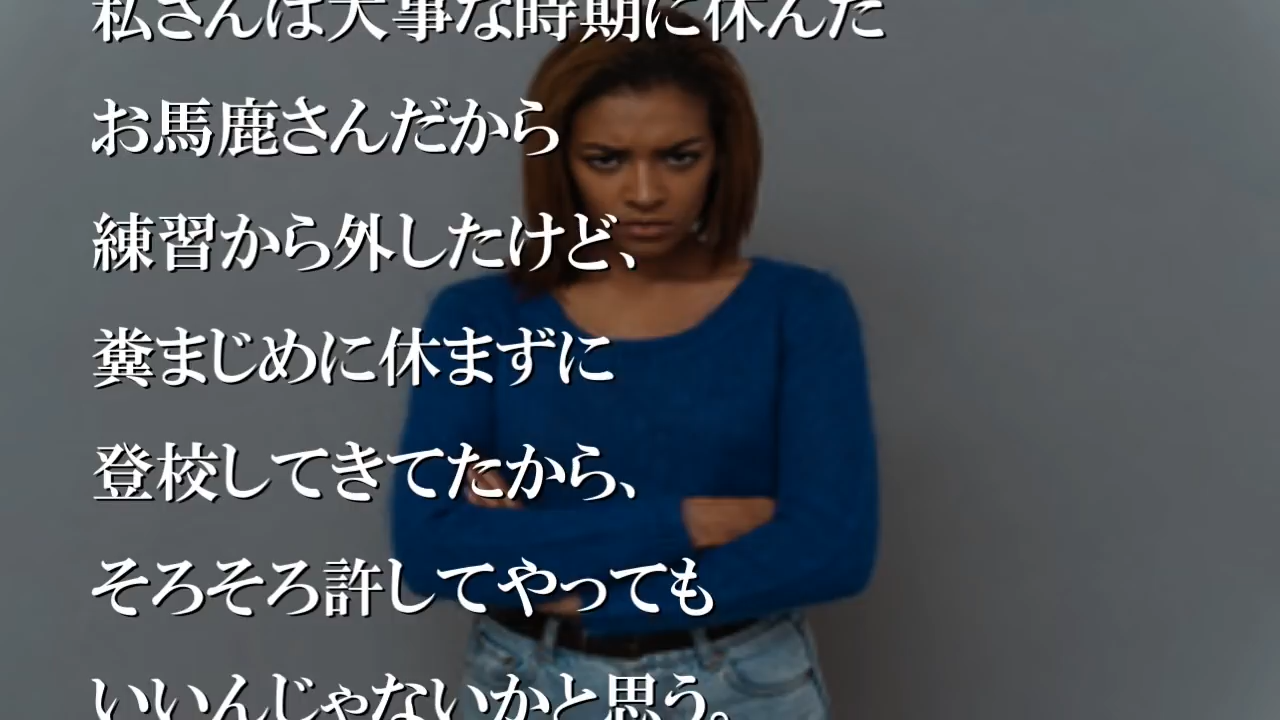 私さんは大事な時期に休んだ
お馬鹿さんだから
練習から外したけど、
糞まじめに休まずに
登校してきてたから、
そろそろ許してやっても
いいんじゃないかと思う。